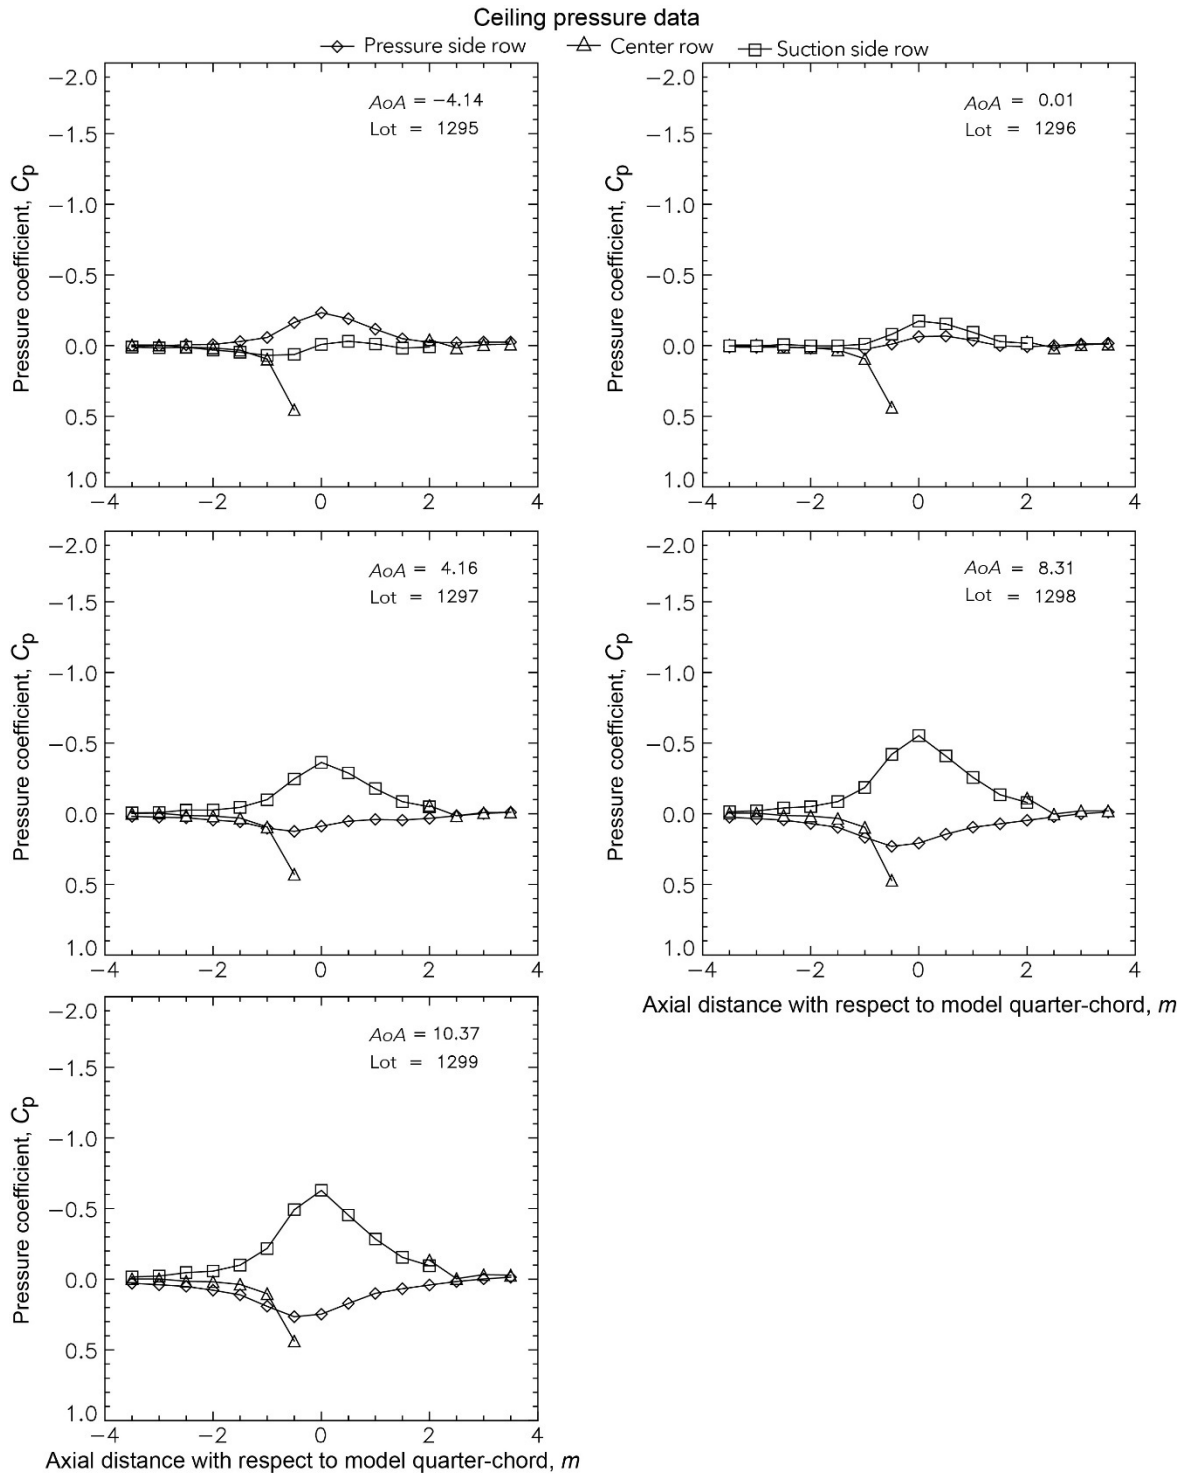 Ceiling pressure data
Pressure side row Center row Suction side row
Pressure coefficient, Cp
−2.0
−1.5
−1.0
−0.5
0.0
0.5
1.0
AoA = −4.14
Lot = 1295
−4 −2 0 2 4
Pressure coefficient, Cp
−2.0
−1.5
−1.0
−0.5
0.0
0.5
1.0
AoA = 0.01
Lot = 1296
−4 −2 0 2 4
Pressure coefficient, Cp
−2.0
−1.5
−1.0
−0.5
0.0
0.5
1.0
AoA = 4.16
Lot = 1297
−4 −2 0 2 4
Pressure coefficient, Cp
−2.0
−1.5
−1.0
−0.5
0.0
0.5
1.0
AoA = 8.31
Lot = 1298
−4 −2 0 2 4
Axial distance with respect to model quarter-chord, m
Pressure coefficient, Cp
−2.0
−1.5
−1.0
−0.5
0.0
0.5
1.0
AoA = 10.37
Lot = 1299
−4 −2 0 2 4
Axial distance with respect to model quarter-chord, m